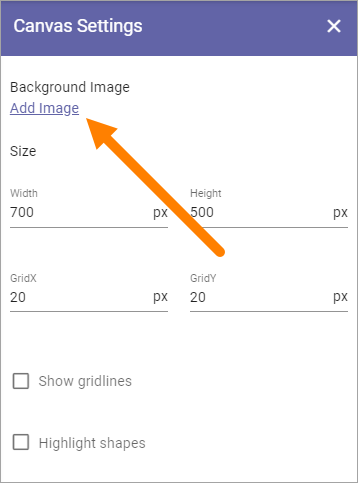 Canvas Settings
Background Image
Add Image
Size
Width Height
700 px 500 px
GridX GridY
20 px 20 px
Show gridlines
Highlight shapes